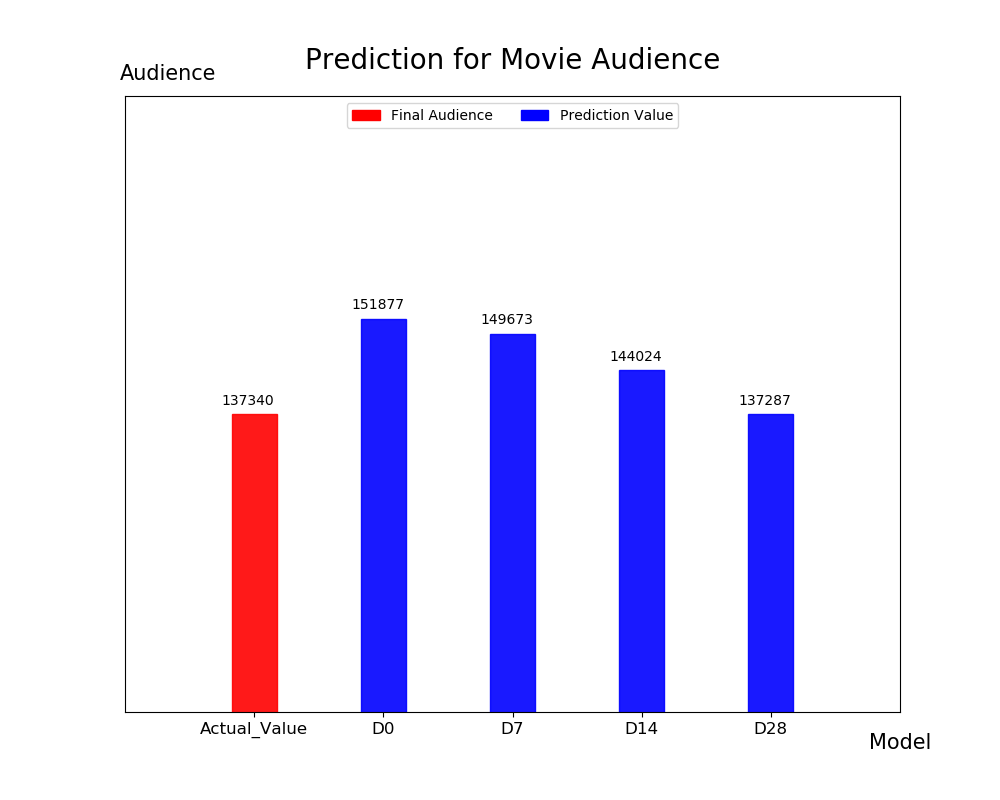 Prediction for Movie Audience
Audience
Final Audience
Prediction Value
151877
149673
144024
137340
137287
Actual_Value
D0
D7
D14
D28
Model